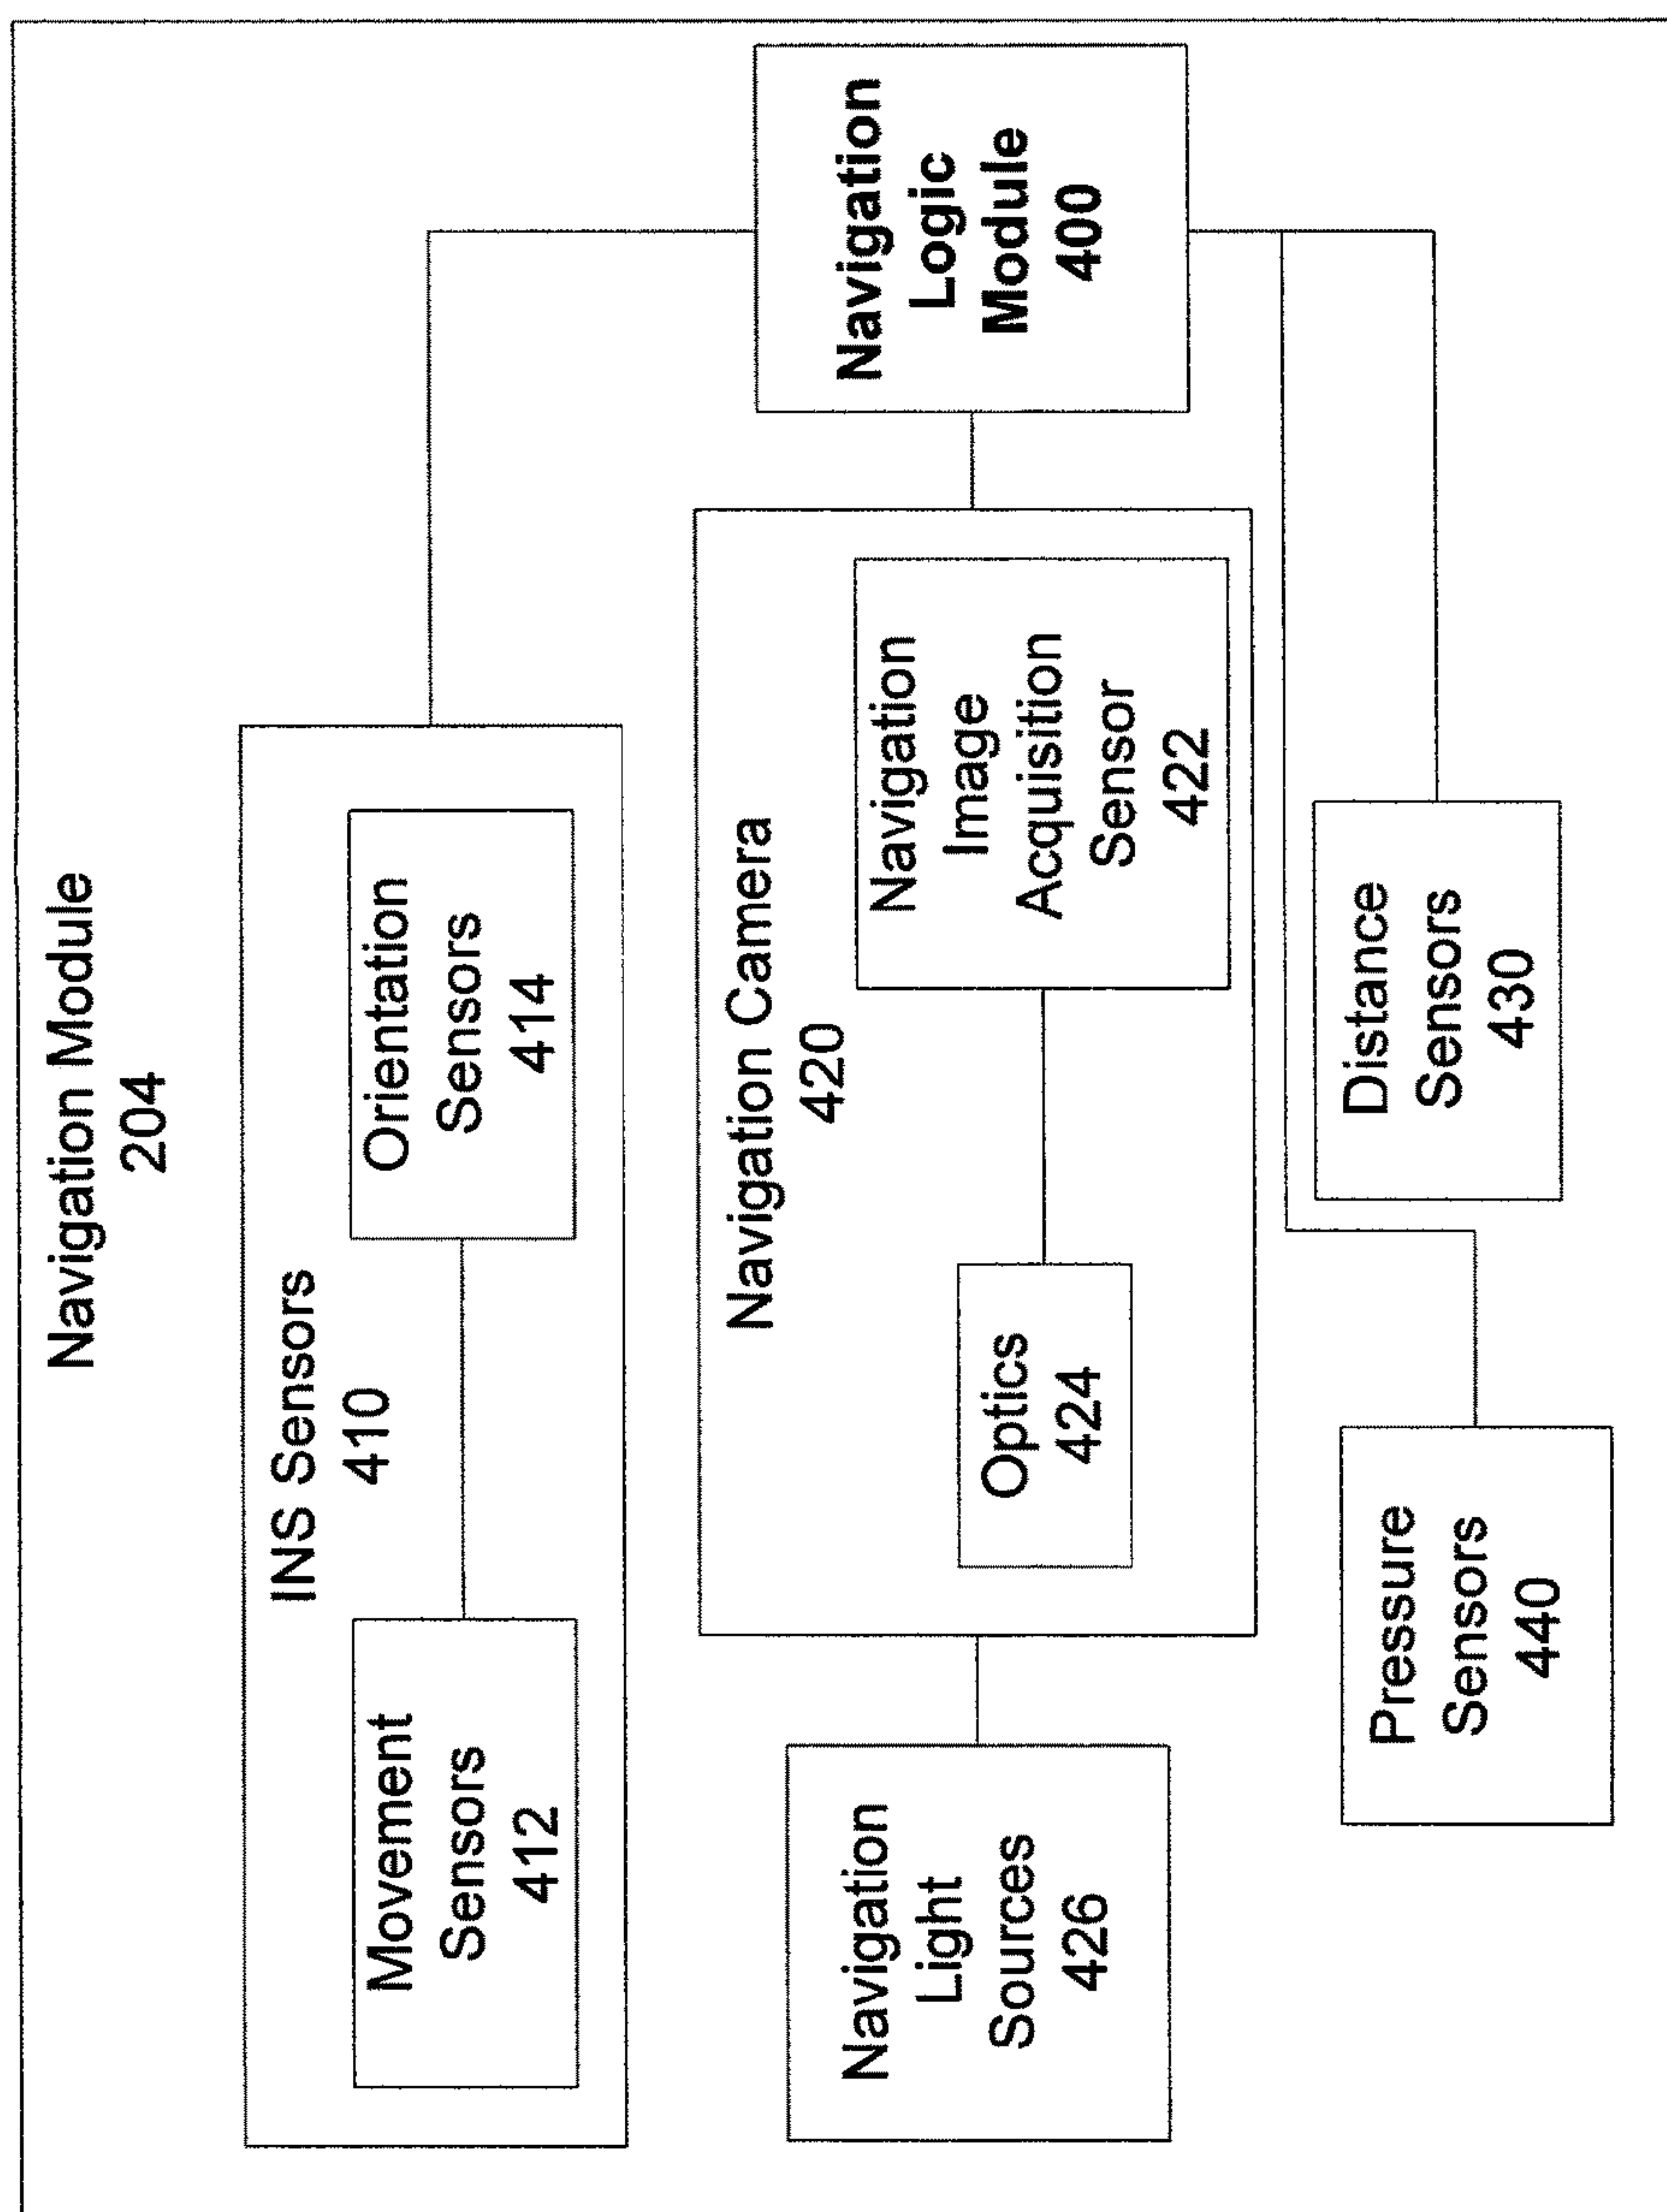 Navigation Module
204
INS Sensors
410
Movement
Sensors
412
Orientation
Sensors
414
Navigation Camera
420
Navigation
Light
Sources
426
Optics
424
Navigation
Image
Acquisition
Sensor
422
Navigation
Logic
Module
400
Pressure
Sensors
440
Distance
Sensors
430